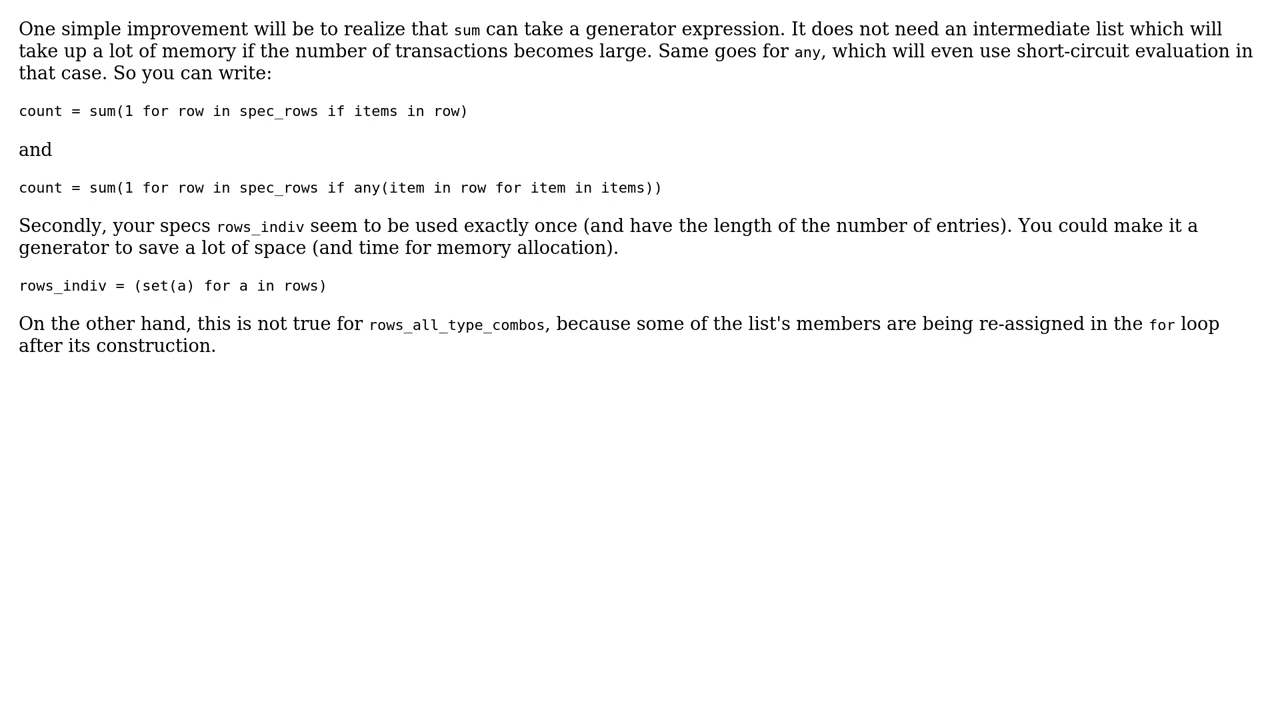 One simple improvement will be to realize that sum can take a generator expression. It does not need an intermediate list which will
take up a lot of memory if the number of transactions becomes large. Same goes for any, which will even use short-circuit evaluation in
that case. So you can write:
count = sum(1 for row in spec_rows if items in row)
and
count = sum(1 for row in spec_rows if any(item in row for item in items))
Secondly, your specs rows_indiv seem to be used exactly once (and have the length of the number of entries). You could make it a
generator to save a lot of space (and time for memory allocation).
rows_indiv = (set(a) for a in rows)
On the other hand, this is not true for rows_all_type_combos, because some of the list's members are being re-assigned in the for loop
after its construction.